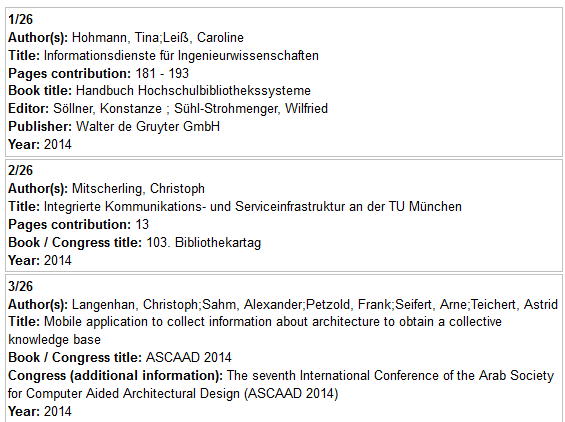 1/26
Author(s): Hohmann, Tina;Leiß, Caroline
Title: Informationsdienste für Ingenieurwissenschaften
Pages contribution: 181 - 193
Book title: Handbuch Hochschulbibliothekssysteme
Editor: Söllner, Konstanze ; Sühl-Strohmenger, Wilfried
Publisher: Walter de Gruyter GmbH
Year: 2014
2/26
Author(s): Mitscherling, Christoph
Title: Integrierte Kommunikations- und Serviceinfrastruktur an der TU München
Pages contribution: 13
Book / Congress title: 103. Bibliothekartag
Year: 2014
3/26
Author(s): Langenhan, Christoph;Sahm, Alexander;Petzold, Frank;Seifert, Arne;Teichert, Astrid
Title: Mobile application to collect information about architecture to obtain a collective
knowledge base
Book / Congress title: ASCAAD 2014
Congress (additional information): The seventh International Conference of the Arab Society
for Computer Aided Architectural Design (ASCAAD 2014)
Year: 2014